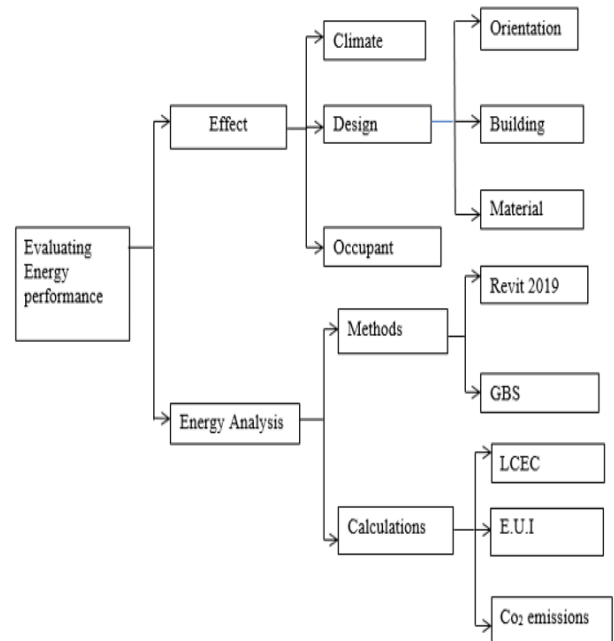 Evaluating
Energy
performance
Effect
Climate
Design
Occupant
Orientation
Building
Material
Energy Analysis
Methods
Revit 2019
GBS
Calculations
LCEC
E.U.I
Co₂ emissions